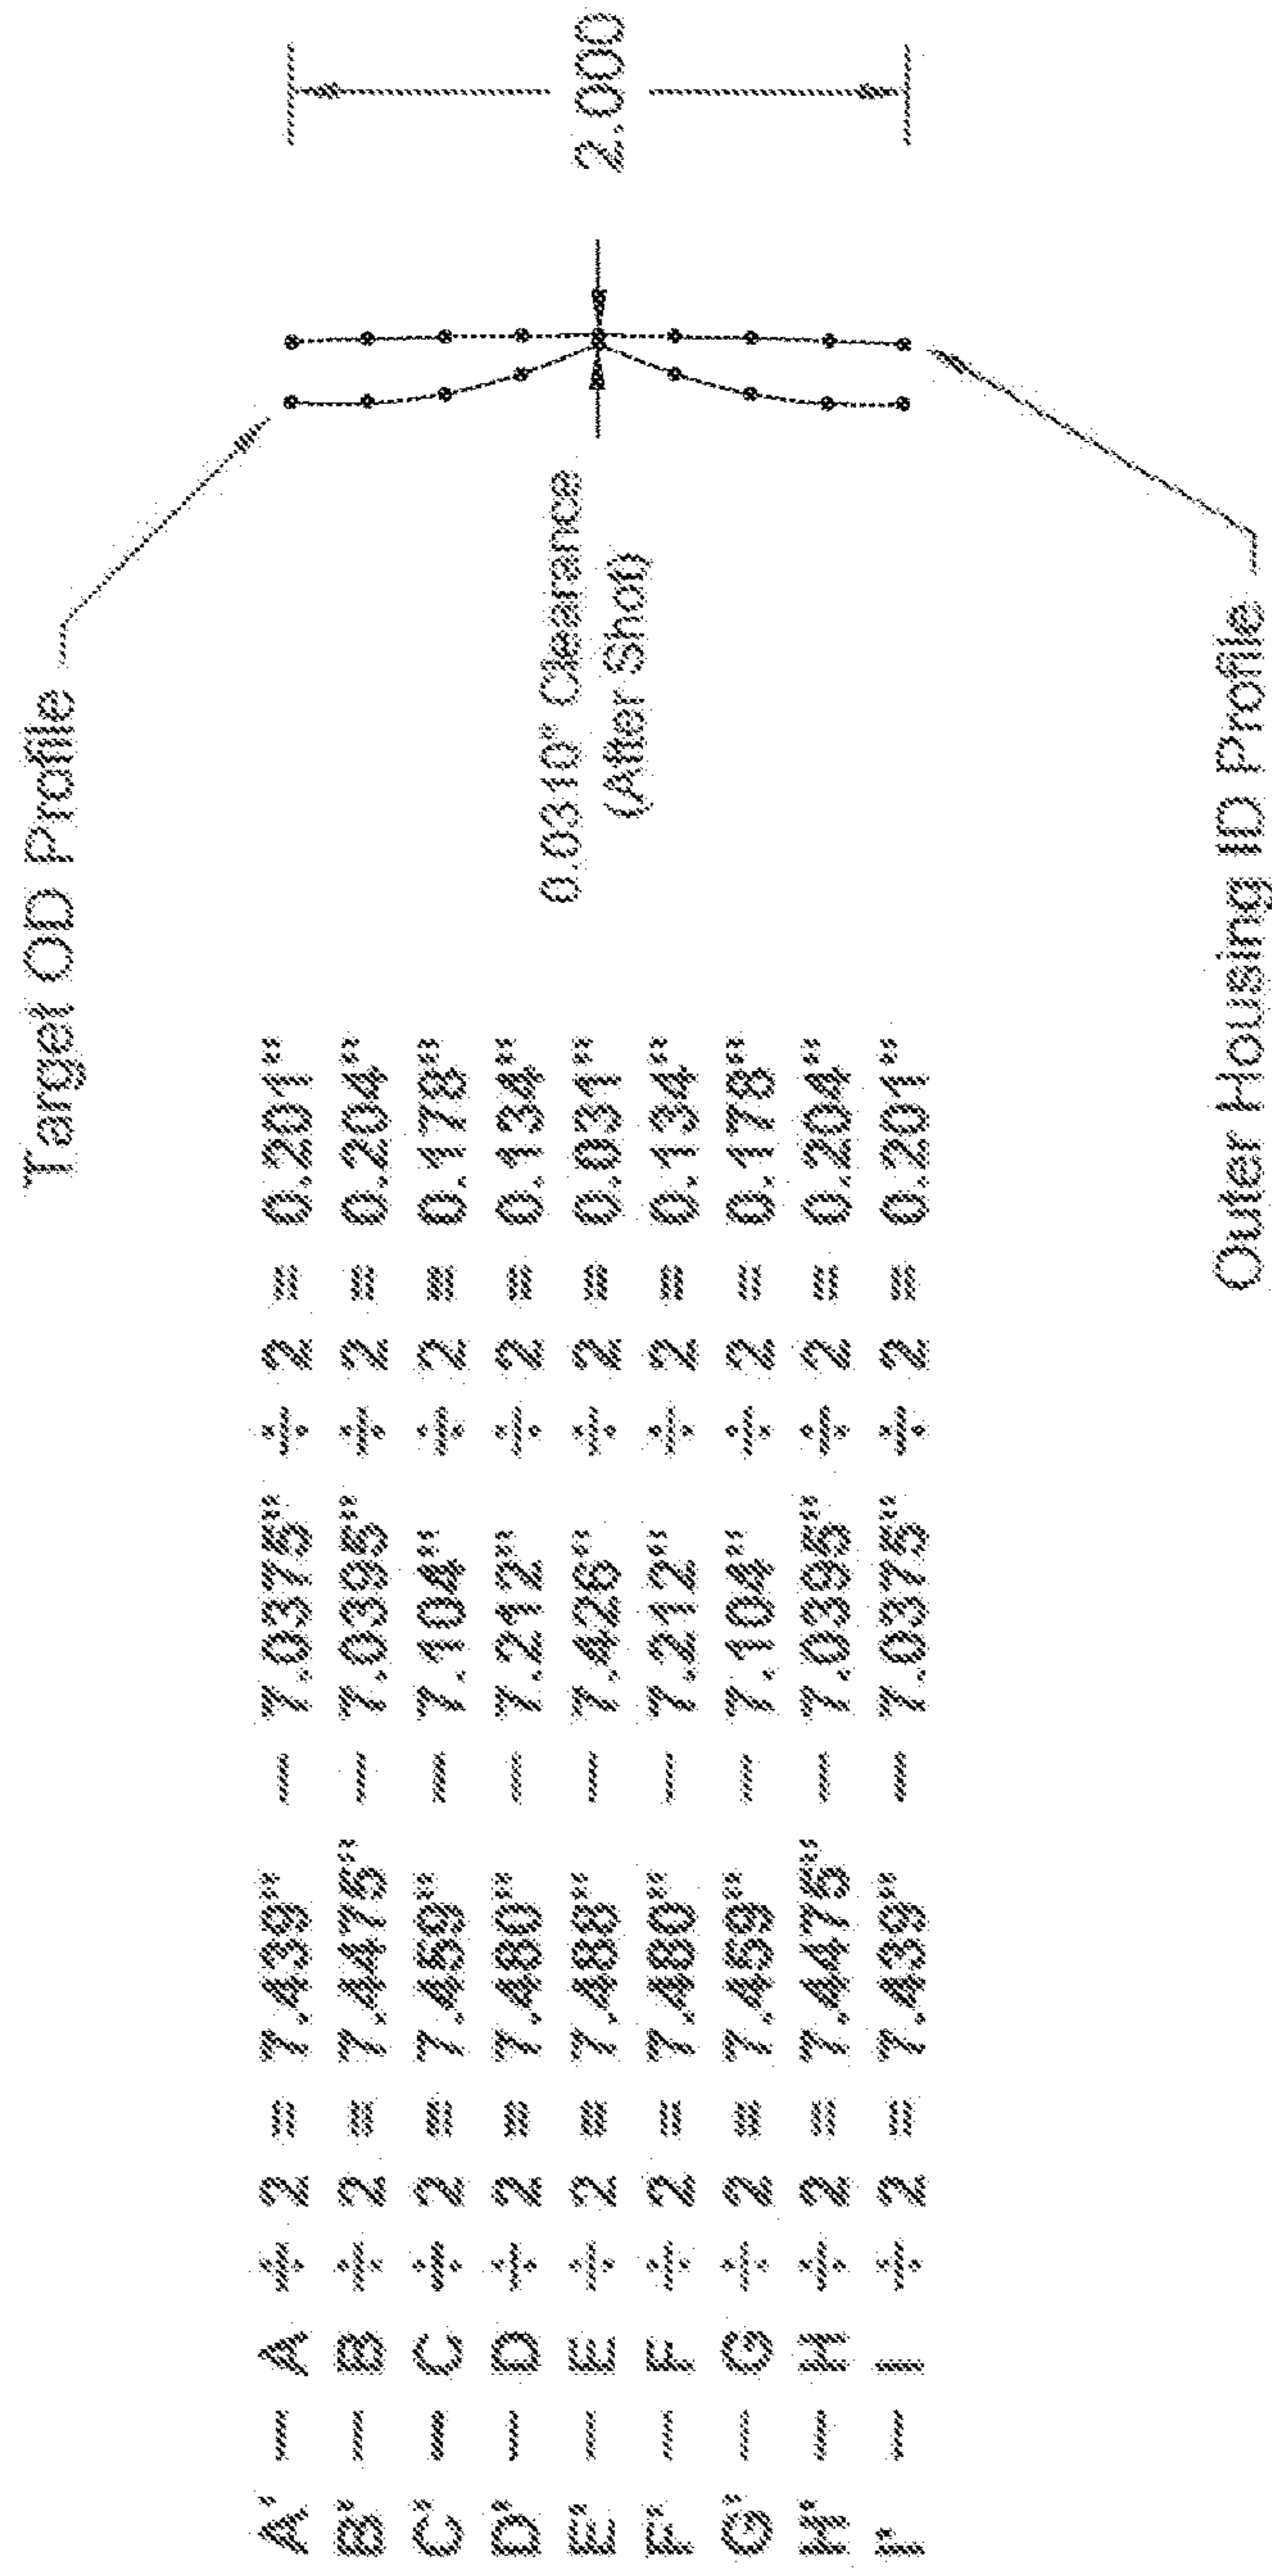 Target OD Profile
A' — A ÷ 2 = 7.439" — 7.0375" ÷ 2 = 0.201"
B' — B ÷ 2 = 7.4475" — 7.0395" ÷ 2 = 0.204"
C' — C ÷ 2 = 7.459" — 7.104" ÷ 2 = 0.178"
D' — D ÷ 2 = 7.480" — 7.212" ÷ 2 = 0.134"
E' — E ÷ 2 = 7.488" — 7.426" ÷ 2 = 0.031"
F' — F ÷ 2 = 7.480" — 7.212" ÷ 2 = 0.134"
G' — G ÷ 2 = 7.459" — 7.104" ÷ 2 = 0.178"
H' — H ÷ 2 = 7.4475" — 7.0395" ÷ 2 = 0.204"
I' — I ÷ 2 = 7.439" — 7.0375" ÷ 2 = 0.201"
0.0310" Clearance
(After Shot)
2.000
Outer Housing ID Profile